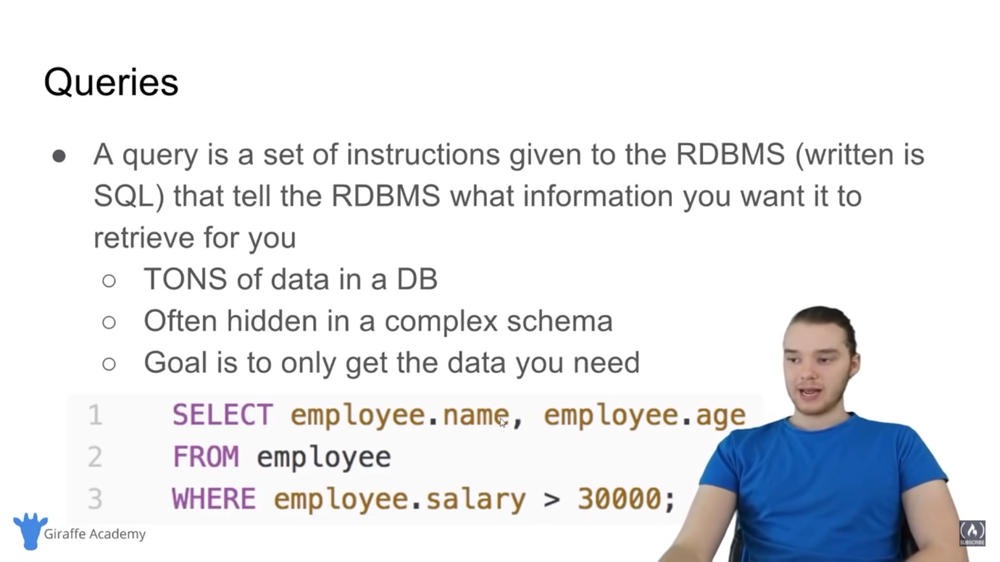 Queries
● A query is a set of instructions given to the RDBMS (written is
SQL) that tell the RDBMS what information you want it to
retrieve for you
○ TONS of data in a DB
○ Often hidden in a complex schema
○ Goal is to only get the data you need
1 SELECT employee.name, employee.age
2 FROM employee
3 WHERE employee.salary > 30000;
Giraffe Academy
SUBSCRIBE